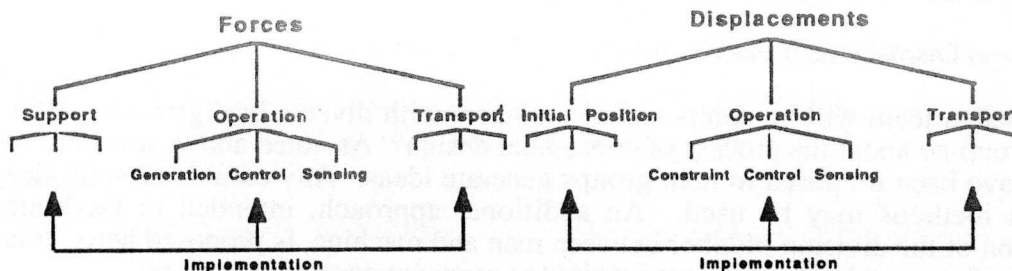 Forces
Displacements
Support
Operation
Transport
Initial Position
Operation
Transport
Generation Control Sensing
Constraint Control Sensing
Implementation
Implementation